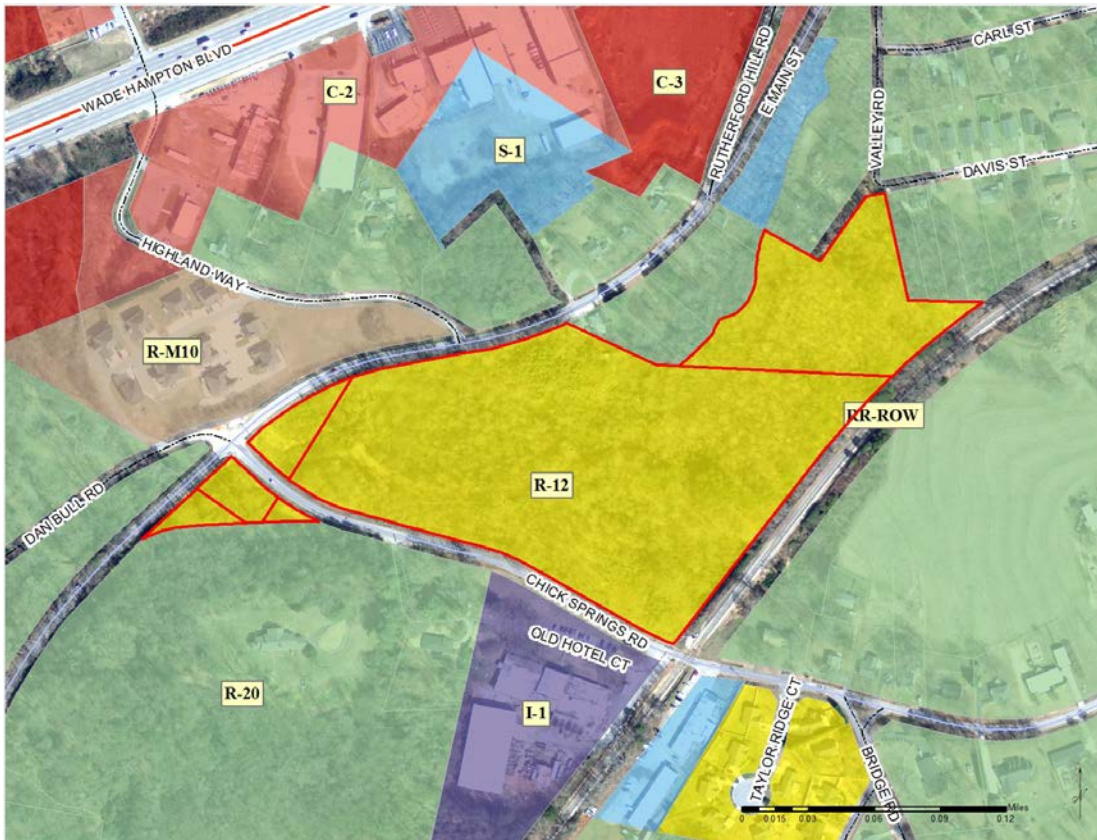 CARL ST
WADE HAMPTON BLVD
RUTHERFORD HILL RD
E MAIN ST
VALLEY RD
C-2
C-3
S-1
DAVIS ST
HIGHLAND WAY
R-M10
RR-ROW
R-12
DAN BULL RD
CHICK SPRINGS RD
OLD HOTEL CT
R-20
I-1
TAYLOR RIDGE CT
BRIDGE RD
Miles
0 0.015 0.03 0.06 0.09 0.12